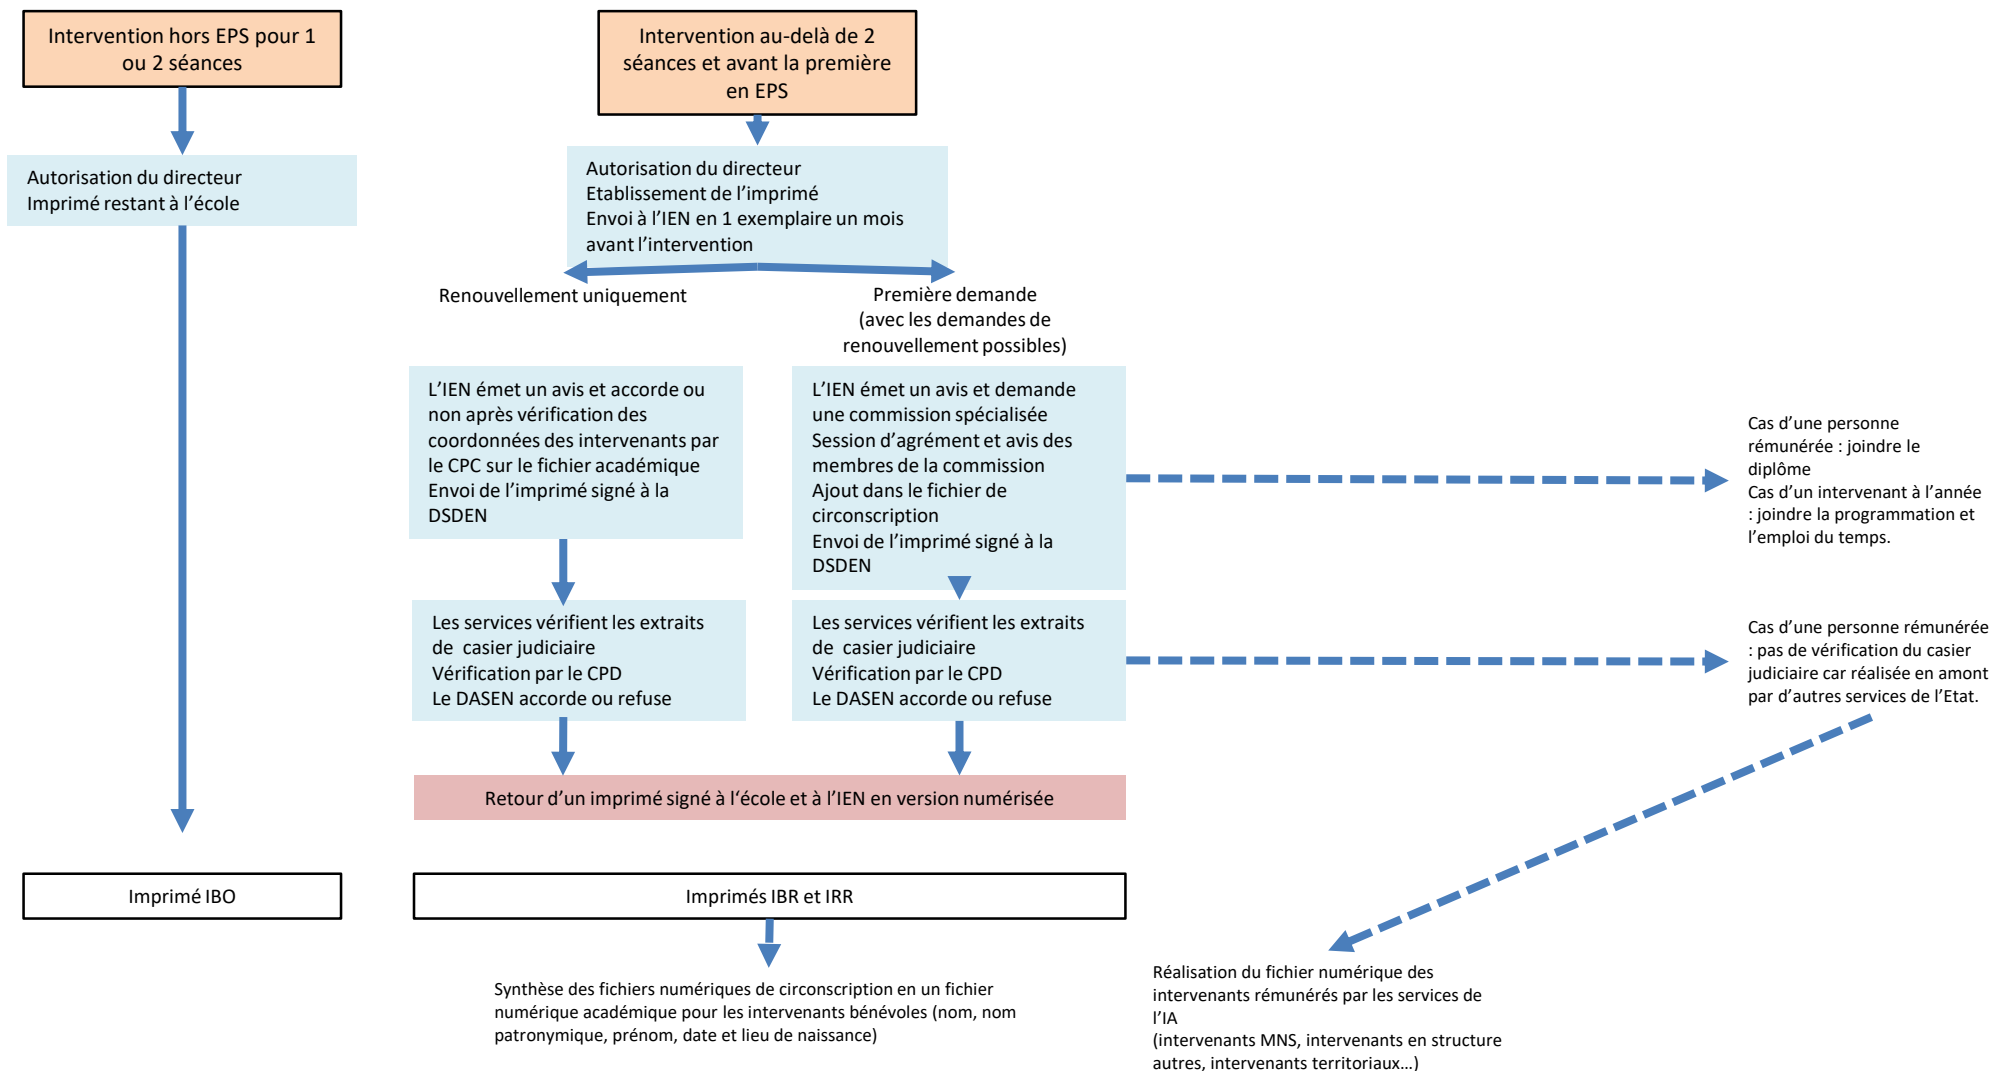 Intervention hors EPS pour 1
ou 2 séances
Intervention au-delà de 2
séances et avant la première
en EPS
Autorisation du directeur
Imprimé restant à l’école
Autorisation du directeur
Etablissement de l’imprimé
Envoi à l’IEN en 1 exemplaire un mois
avant l’intervention
Renouvellement uniquement
Première demande
(avec les demandes de
renouvellement possibles)
L’IEN émet un avis et accorde ou
non après vérification des
coordonnées des intervenants par
le CPC sur le fichier académique
Envoi de l’imprimé signé à la
DSDEN
L’IEN émet un avis et demande
une commission spécialisée
Session d’agrément et avis des
membres de la commission
Ajout dans le fichier de
circonscription
Envoi de l’imprimé signé à la
DSDEN
Cas d’une personne
rémunérée : joindre le
diplôme
Cas d’un intervenant à l’année
: joindre la programmation et
l’emploi du temps.
Les services vérifient les extraits
de  casier judiciaire
Vérification par le CPD
Le DASEN accorde ou refuse
Les services vérifient les extraits
de  casier judiciaire
Vérification par le CPD
Le DASEN accorde ou refuse
Cas d’une personne rémunérée
: pas de vérification du casier
judiciaire car réalisée en amont
par d’autres services de l’Etat.
Retour d’un imprimé signé à l‘école et à l’IEN en version numérisée
Imprimé IBO
Imprimés IBR et IRR
Synthèse des fichiers numériques de circonscription en un fichier
numérique académique pour les intervenants bénévoles (nom, nom
patronymique, prénom, date et lieu de naissance)
Réalisation du fichier numérique des
intervenants rémunérés par les services de
l’IA
(intervenants MNS, intervenants en structure
autres, intervenants territoriaux…)